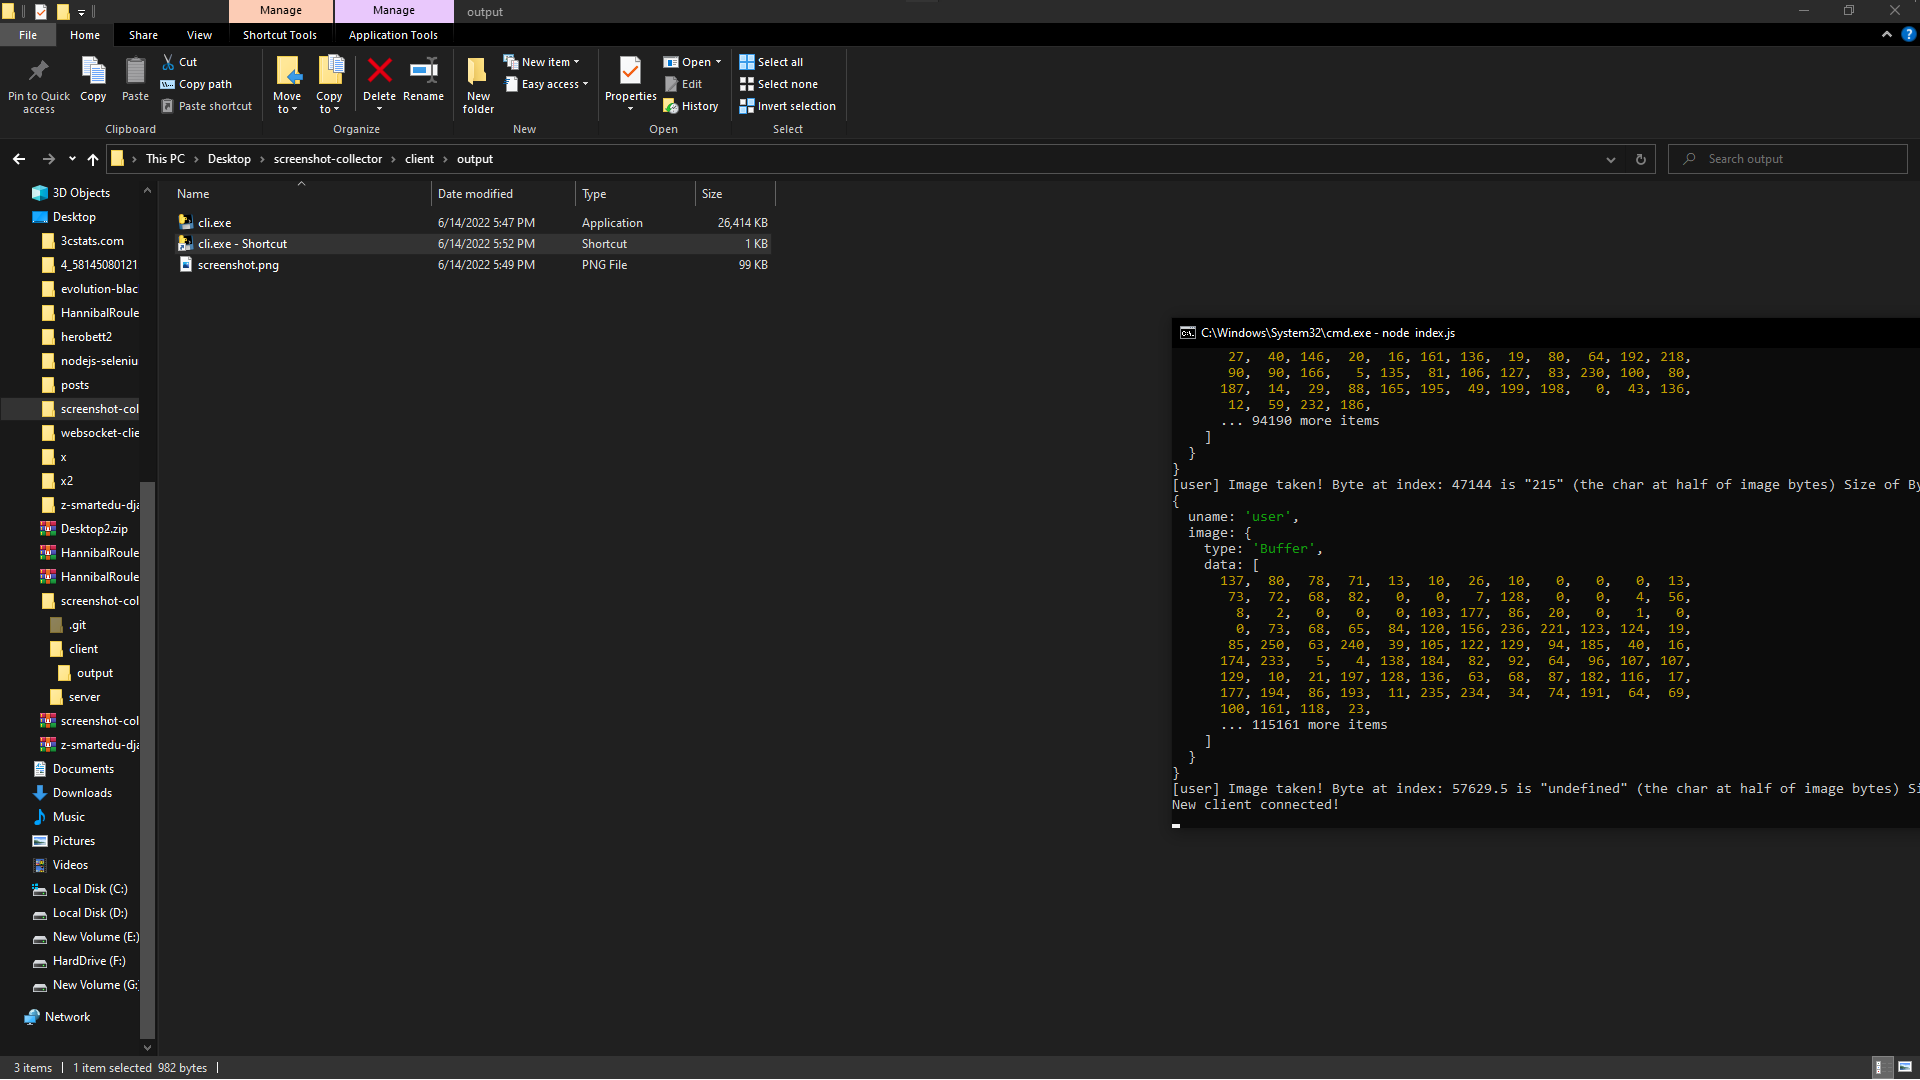 Manage
Manage
output
File
Home
Share
View
Shortcut Tools
Application Tools
Pin to Quick access
Copy
Paste
Cut
Copy path
Paste shortcut
Clipboard
Move to
Copy to
Delete
Rename
Organize
New folder
New item
Easy access
New
Properties
Open
Edit
History
Open
Select all
Select none
Invert selection
Select
This PC > Desktop > screenshot-collector > client > output
Search output
Name
Date modified
Type
Size
cli.exe 6/14/2022 5:47 PM Application 26,414 KB
cli.exe - Shortcut 6/14/2022 5:52 PM Shortcut 1 KB
screenshot.png 6/14/2022 5:49 PM PNG File 99 KB
3D Objects
Desktop
3cstats.com
4_58145080121
evolution-blac
HannibalRoule
herobett2
nodejs-seleniu
posts
screenshot-col
websocket-clie
x
x2
z-smartedu-dja
Desktop2.zip
HannibalRoule
HannibalRoule
screenshot-col
.git
client
output
server
screenshot-col
z-smartedu-dja
Documents
Downloads
Music
Pictures
Videos
Local Disk (C:)
Local Disk (D:)
New Volume (E:)
HardDrive (F:)
New Volume (G:
Network
C:\Windows\System32\cmd.exe - node index.js
27, 40, 146, 20, 16, 161, 136, 19, 80, 64, 192, 218,
90, 90, 166, 5, 135, 81, 106, 127, 83, 230, 100, 80,
187, 14, 29, 88, 165, 195, 49, 199, 198, 0, 43, 136,
12, 59, 232, 186,
... 94190 more items
]
}
}
[user] Image taken! Byte at index: 47144 is "215" (the char at half of image bytes) Size of By
{
uname: 'user',
image: {
type: 'Buffer',
data: [
137, 80, 78, 71, 13, 10, 26, 10, 0, 0, 0, 13,
73, 72, 68, 82, 0, 0, 7, 128, 0, 0, 4, 56,
8, 2, 0, 0, 0, 103, 177, 86, 20, 0, 1, 0,
0, 73, 68, 65, 84, 120, 156, 236, 221, 123, 124, 19,
85, 250, 63, 240, 39, 105, 122, 129, 94, 185, 40, 16,
174, 233, 5, 4, 138, 184, 82, 92, 64, 96, 107, 107,
129, 10, 21, 197, 128, 136, 63, 68, 87, 182, 116, 17,
177, 194, 86, 193, 11, 235, 234, 34, 74, 191, 64, 69,
100, 161, 118, 23,
... 115161 more items
]
}
}
[user] Image taken! Byte at index: 57629.5 is "undefined" (the char at half of image bytes) Si
New client connected!
3 items
1 item selected 982 bytes